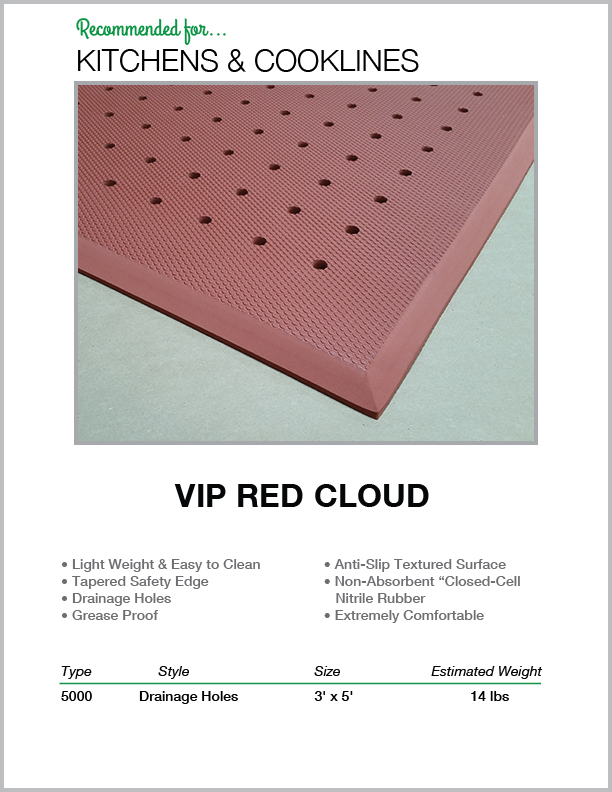 Recommended for...
KITCHENS & COOKLINES
VIP RED CLOUD
• Light Weight & Easy to Clean
• Tapered Safety Edge
• Drainage Holes
• Grease Proof
• Anti-Slip Textured Surface
• Non-Absorbent “Closed-Cell
Nitrile Rubber
• Extremely Comfortable
Type Style Size Estimated Weight
5000 Drainage Holes 3' x 5' 14 lbs